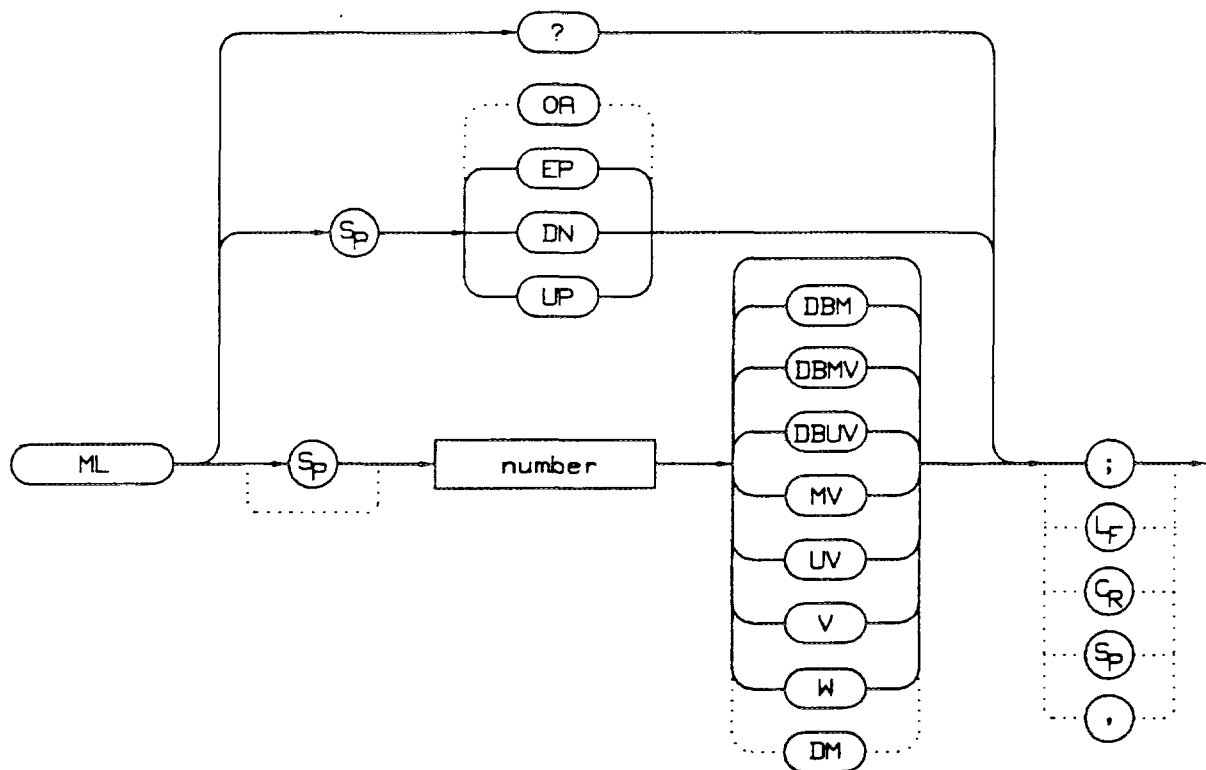 ?
OA
EP
SP
DN
UP
DBM
DBMV
DBUV
ML
SP
number
;
MV
LF
UV
CR
V
SP
W
,
DM